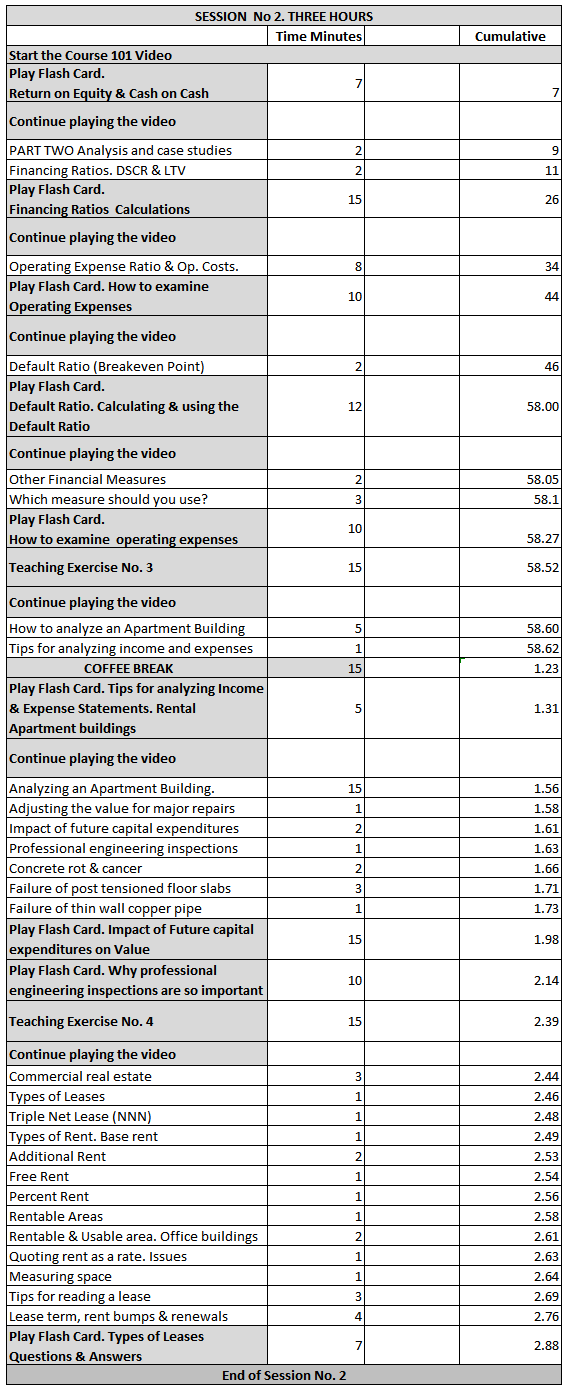 SESSION No 2. THREE HOURS
Time Minutes Cumulative
Start the Course 101 Video
Play Flash Card.
Return on Equity & Cash on Cash 7 7
Continue playing the video
PART TWO Analysis and case studies 2 9
Financing Ratios. DSCR & LTV 2 11
Play Flash Card.
Financing Ratios Calculations 15 26
Continue playing the video
Operating Expense Ratio & Op. Costs. 8 34
Play Flash Card. How to examine
Operating Expenses 10 44
Continue playing the video
Default Ratio (Breakeven Point) 2 46
Play Flash Card.
Default Ratio. Calculating & using the 12 58.00
Default Ratio
Continue playing the video
Other Financial Measures 2 58.05
Which measure should you use? 3 58.1
Play Flash Card.
How to examine operating expenses 10 58.27
Teaching Exercise No. 3 15 58.52
Continue playing the video
How to analyze an Apartment Building 5 58.60
Tips for analyzing income and expenses 1 58.62
COFFEE BREAK 15 1.23
Play Flash Card. Tips for analyzing Income
& Expense Statements. Rental 5 1.31
Apartment buildings
Continue playing the video
Analyzing an Apartment Building. 15 1.56
Adjusting the value for major repairs 1 1.58
Impact of future capital expenditures 2 1.61
Professional engineering inspections 1 1.63
Concrete rot & cancer 2 1.66
Failure of post tensioned floor slabs 3 1.71
Failure of thin wall copper pipe 1 1.73
Play Flash Card. Impact of Future capital
expenditures on Value 15 1.98
Play Flash Card. Why professional
engineering inspections are so important 10 2.14
Teaching Exercise No. 4 15 2.39
Continue playing the video
Commercial real estate 3 2.44
Types of Leases 1 2.46
Triple Net Lease (NNN) 1 2.48
Types of Rent. Base rent 1 2.49
Additional Rent 2 2.53
Free Rent 1 2.54
Percent Rent 1 2.56
Rentable Areas 1 2.58
Rentable & Usable area. Office buildings 2 2.61
Quoting rent as a rate. Issues 1 2.63
Measuring space 1 2.64
Tips for reading a lease 3 2.69
Lease term, rent bumps & renewals 4 2.76
Play Flash Card. Types of Leases
Questions & Answers 7 2.88
End of Session No. 2